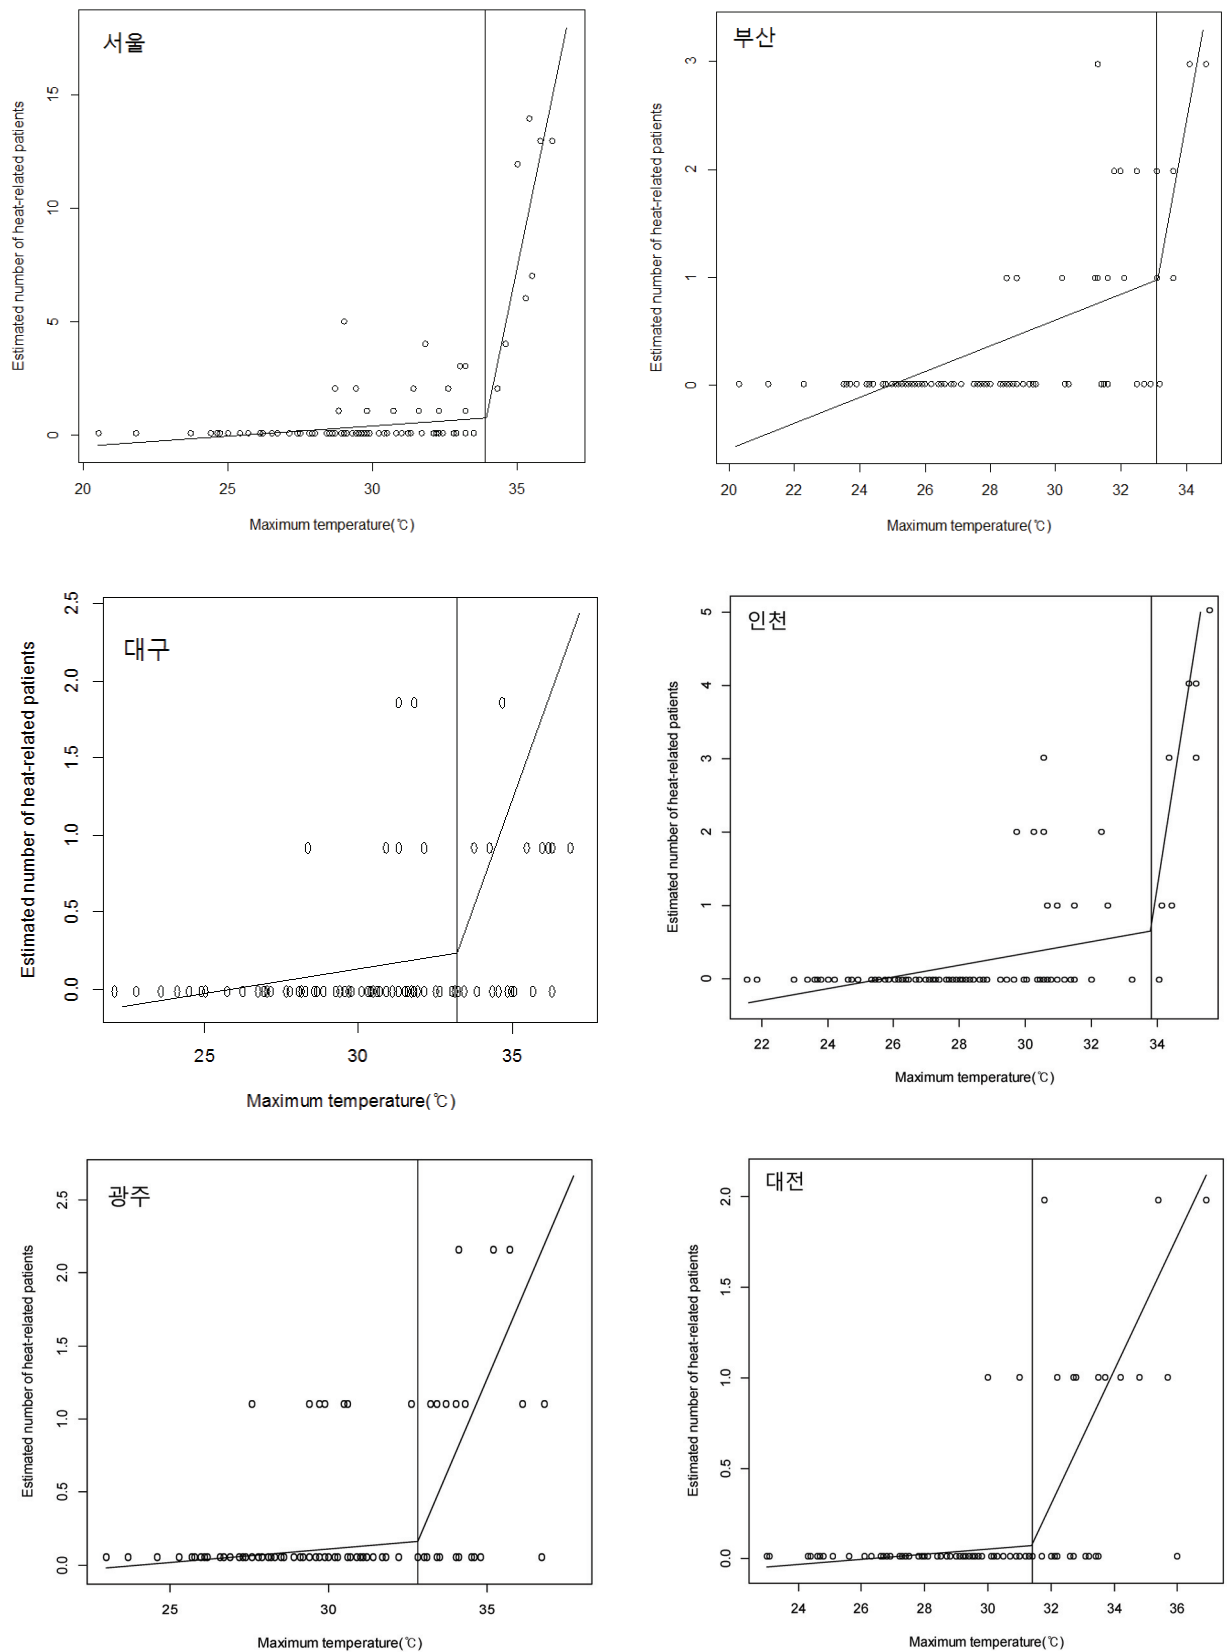 서울
Estimated number of heat-related patients
15
10
5
0
20 25 30 35
Maximum temperature(℃)
부산
Estimated number of heat-related patients
3
2
1
0
20 22 24 26 28 30 32 34
Maximum temperature(℃)
대구
Estimated number of heat-related patients
2.5
2.0
1.5
1.0
0.5
0.0
25 30 35
Maximum temperature(℃)
인천
Estimated number of heat-related patients
5
4
3
2
1
0
22 24 26 28 30 32 34
Maximum temperature(℃)
광주
Estimated number of heat-related patients
2.5
2.0
1.5
1.0
0.5
0.0
25 30 35
Maximum temperature(℃)
대전
Estimated number of heat-related patients
2.0
1.5
1.0
0.5
0.0
24 26 28 30 32 34 36
Maximum temperature(℃)